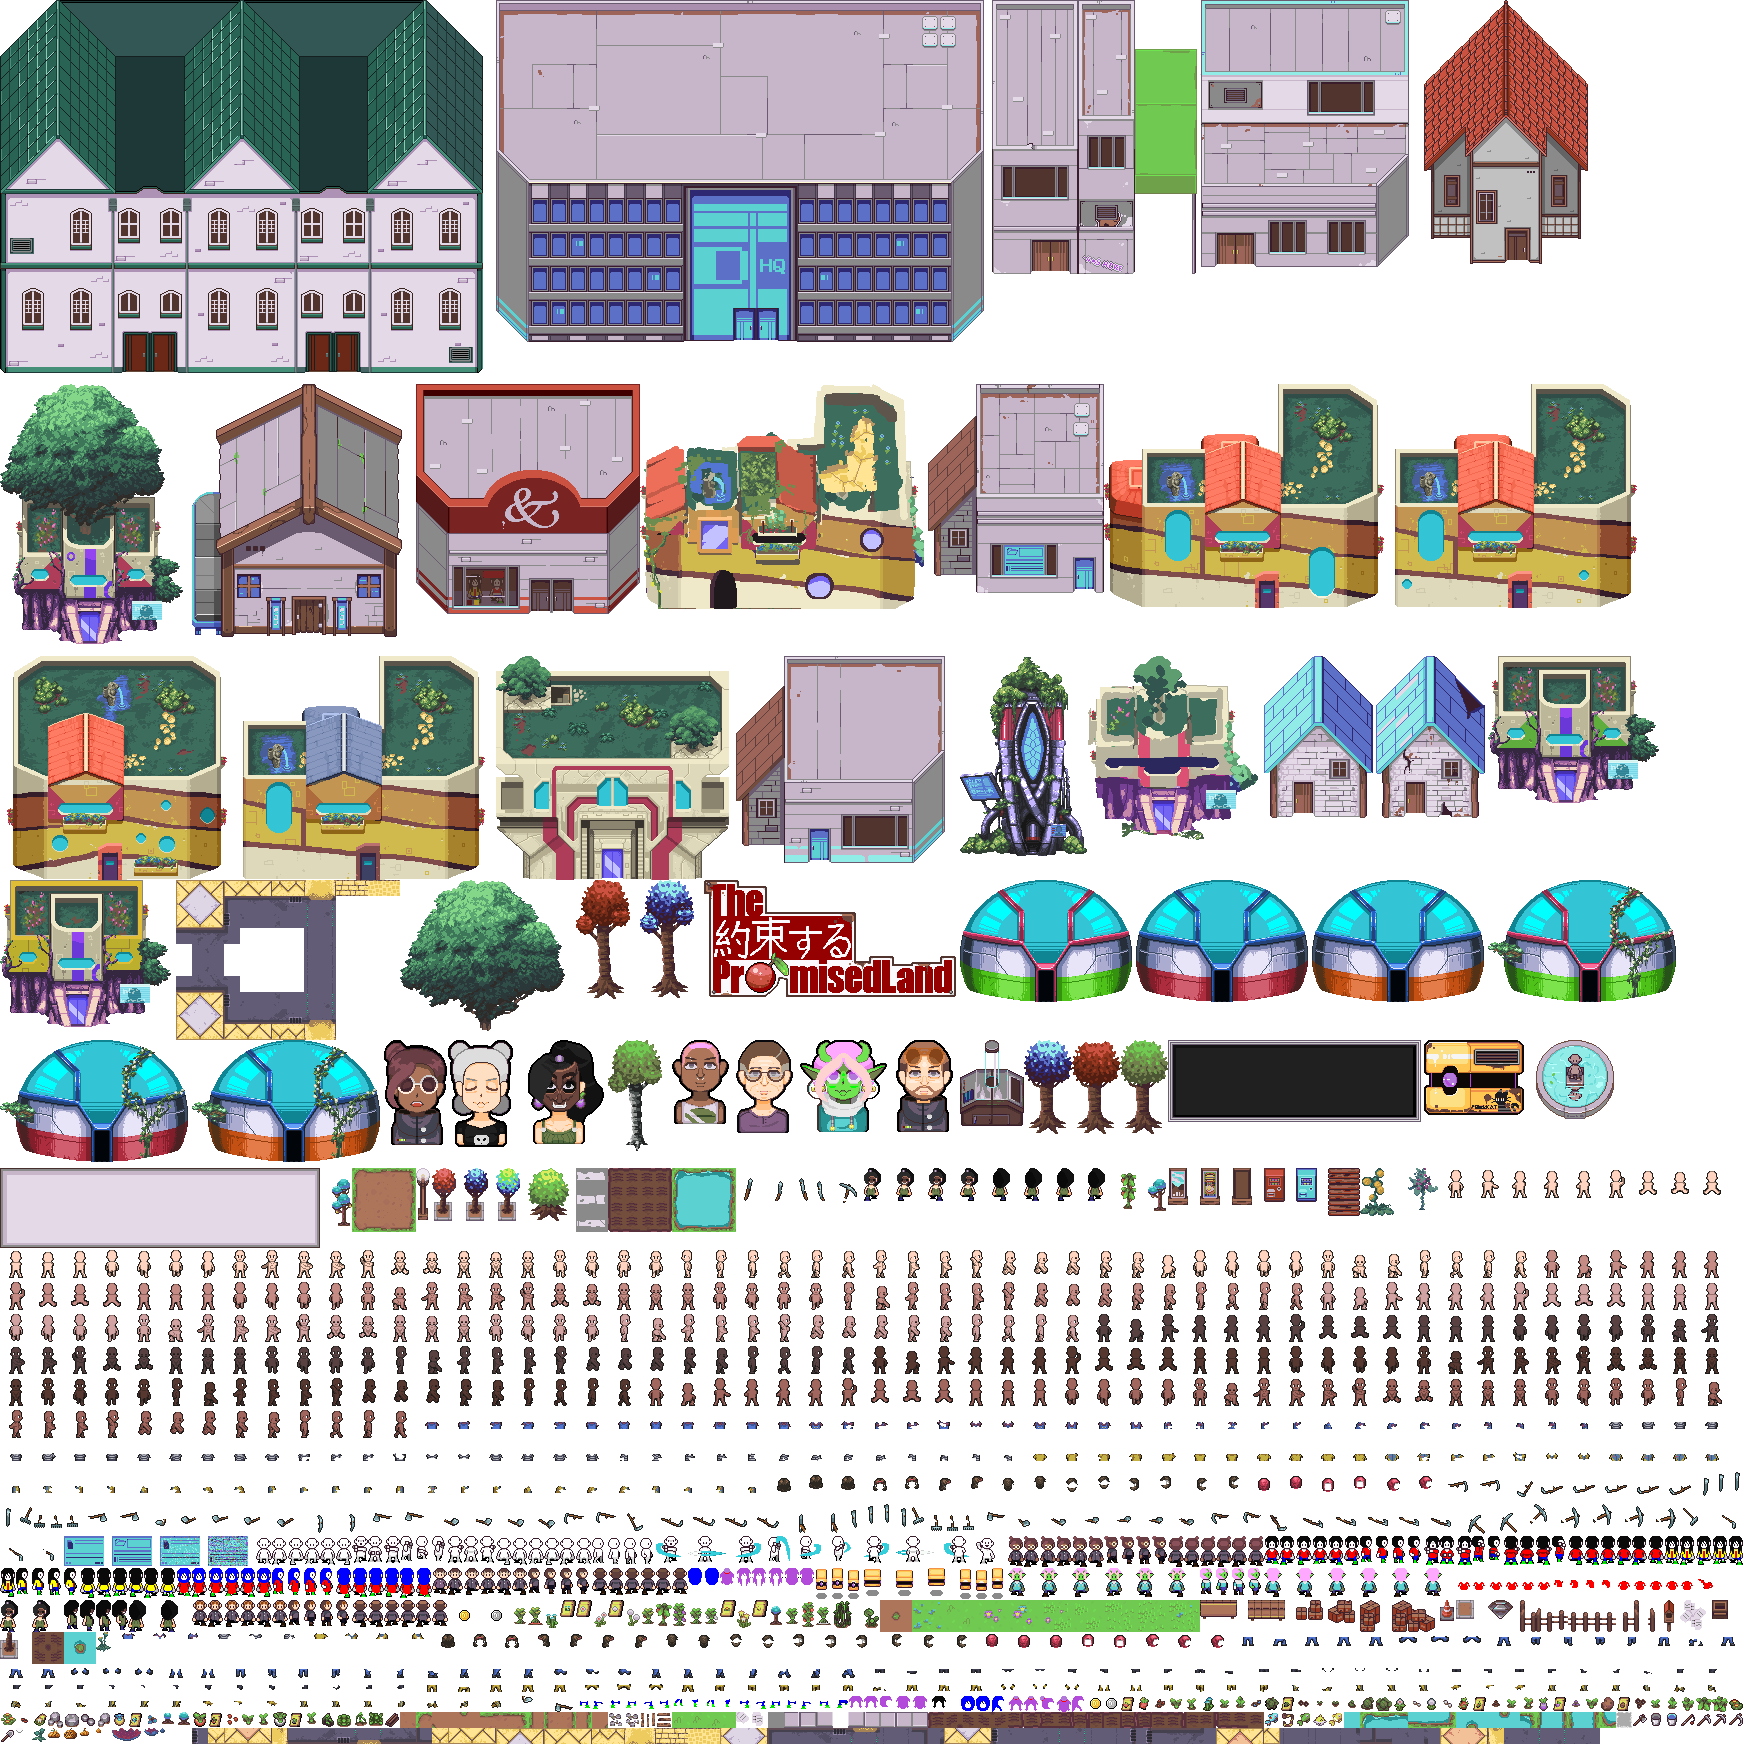 HQ
&
The
約束する
PromisedLand